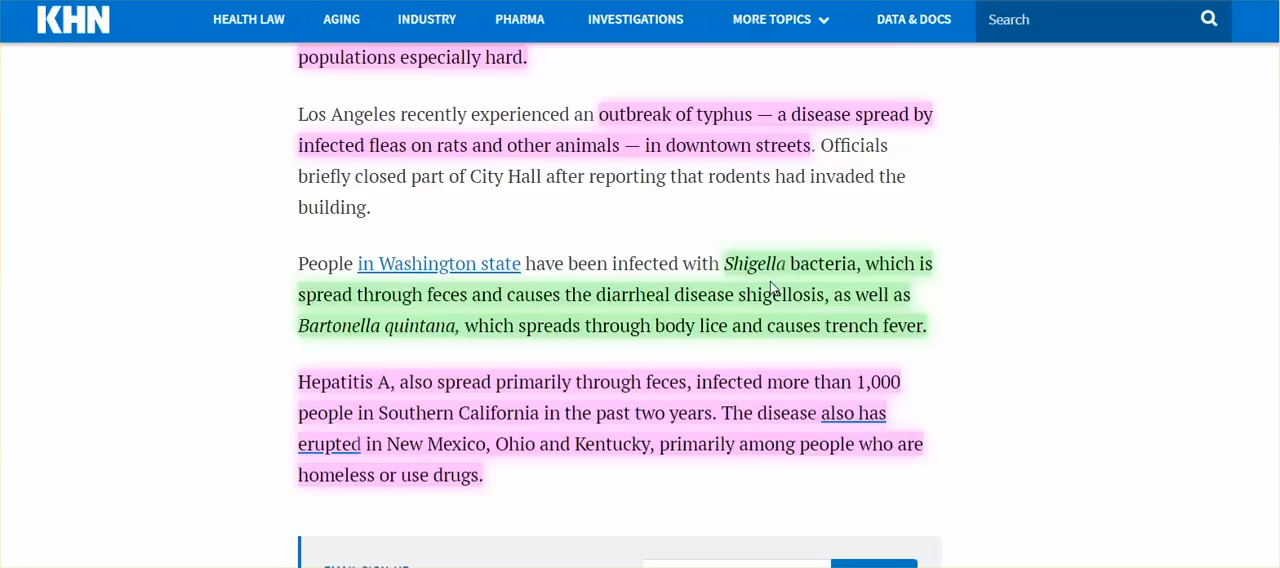 KHN
HEALTH LAW AGING INDUSTRY PHARMA INVESTIGATIONS MORE TOPICS DATA & DOCS Search
populations especially hard.
Los Angeles recently experienced an outbreak of typhus — a disease spread by
infected fleas on rats and other animals — in downtown streets. Officials
briefly closed part of City Hall after reporting that rodents had invaded the
building.
People in Washington state have been infected with Shigella bacteria, which is
spread through feces and causes the diarrheal disease shigellosis, as well as
Bartonella quintana, which spreads through body lice and causes trench fever.
Hepatitis A, also spread primarily through feces, infected more than 1,000
people in Southern California in the past two years. The disease also has
erupted in New Mexico, Ohio and Kentucky, primarily among people who are
homeless or use drugs.